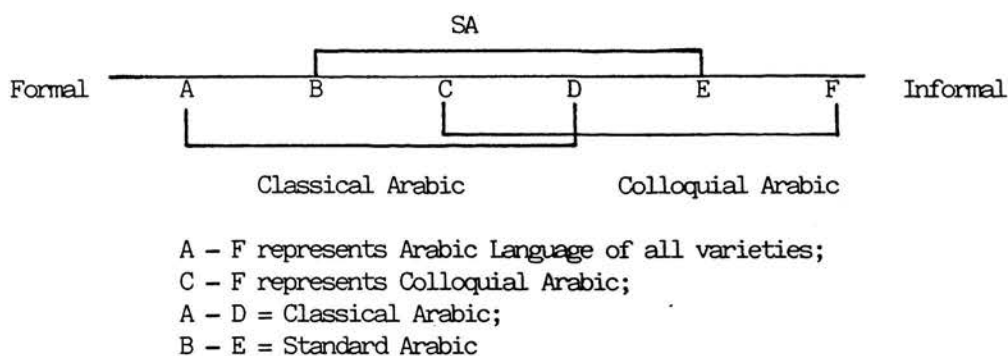 SA
Formal A B C D E F Informal
Classical Arabic Colloquial Arabic
A – F represents Arabic Language of all varieties;
C – F represents Colloquial Arabic;
A – D = Classical Arabic;
B – E = Standard Arabic